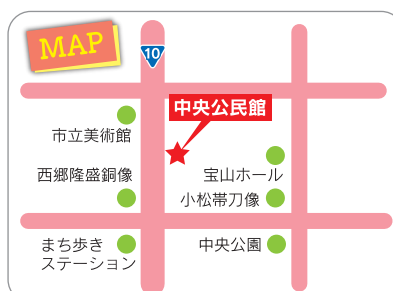 MAP
10
中央公民館
市立美術館
西郷隆盛銅像
宝山ホール
小松帯刀像
まち歩き
ステーション
中央公園